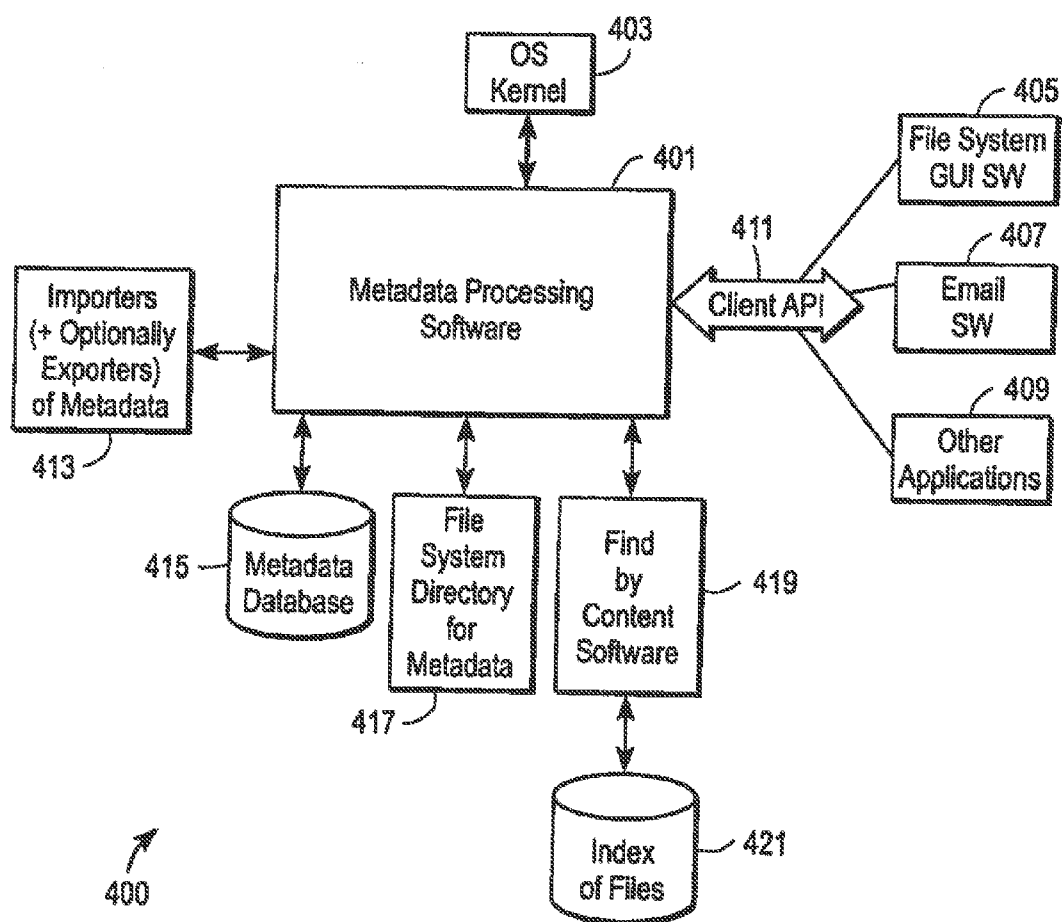 403
OS
Kernel
405
File System
GUI SW
401
411
407
Metadata Processing
Software
Client API
Email
SW
Importers
(+ Optionally
Exporters)
of Metadata
413
409
Other
Applications
415
Metadata
Database
File
System
Directory
for
Metadata
417
Find
by
Content
Software
419
Index
of Files
421
400